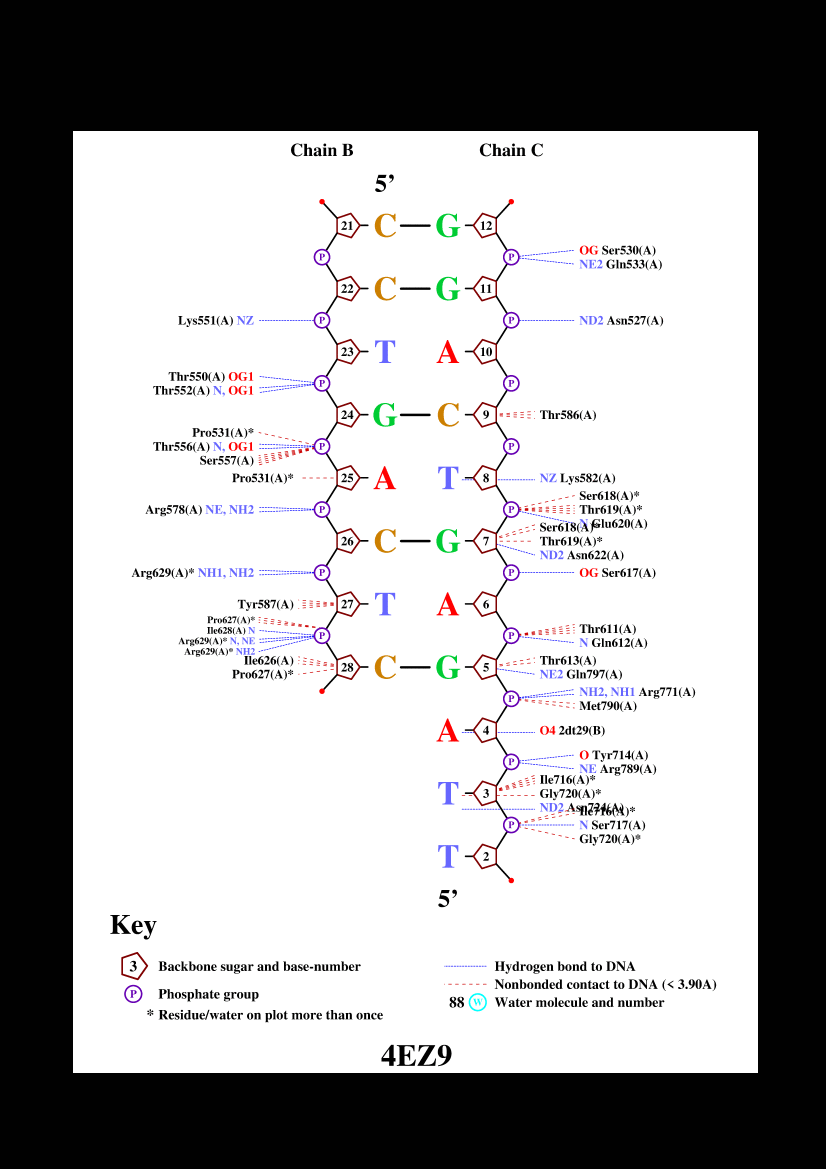 Chain B Chain C
5’
21 C G 12
OG Ser530(A)
P P
NE2 Gln533(A)
22 C G 11
Lys551(A) NZ P P ND2 Asn527(A)
23 T A 10
Thr550(A) OG1
P P
Thr552(A) N, OG1
24 G C 9 Thr586(A)
Pro531(A)*
Thr556(A) N, OG1 P P
Ser557(A)
Pro531(A)* 25 A T 8 NZ Lys582(A)
Ser618(A)*
Arg578(A) NE, NH2 P P Thr619(A)*
N Glu620(A)
Ser618(A)*
26 C G 7 Thr619(A)*
ND2 Asn622(A)
Arg629(A)* NH1, NH2 P P OG Ser617(A)
Tyr587(A) 27 T A 6
Pro627(A)*
Ile628(A) N Thr611(A)
P P
Arg629(A)* N, NE N Gln612(A)
Arg629(A)* NH2
Ile626(A) Thr613(A)
28 C G 5
Pro627(A)* NE2 Gln797(A)
NH2, NH1 Arg771(A)
P
Met790(A)
A 4 O4 2dt29(B)
O Tyr714(A)
P
NE Arg789(A)
Ile716(A)*
T 3 Gly720(A)*
ND2 Asn724(A)
Ile716(A)*
P N Ser717(A)
Gly720(A)*
T 2
5’
Key
3 Backbone sugar and base-number
P Phosphate group
* Residue/water on plot more than once
Hydrogen bond to DNA
Nonbonded contact to DNA (< 3.90A)
88 W Water molecule and number
4EZ9